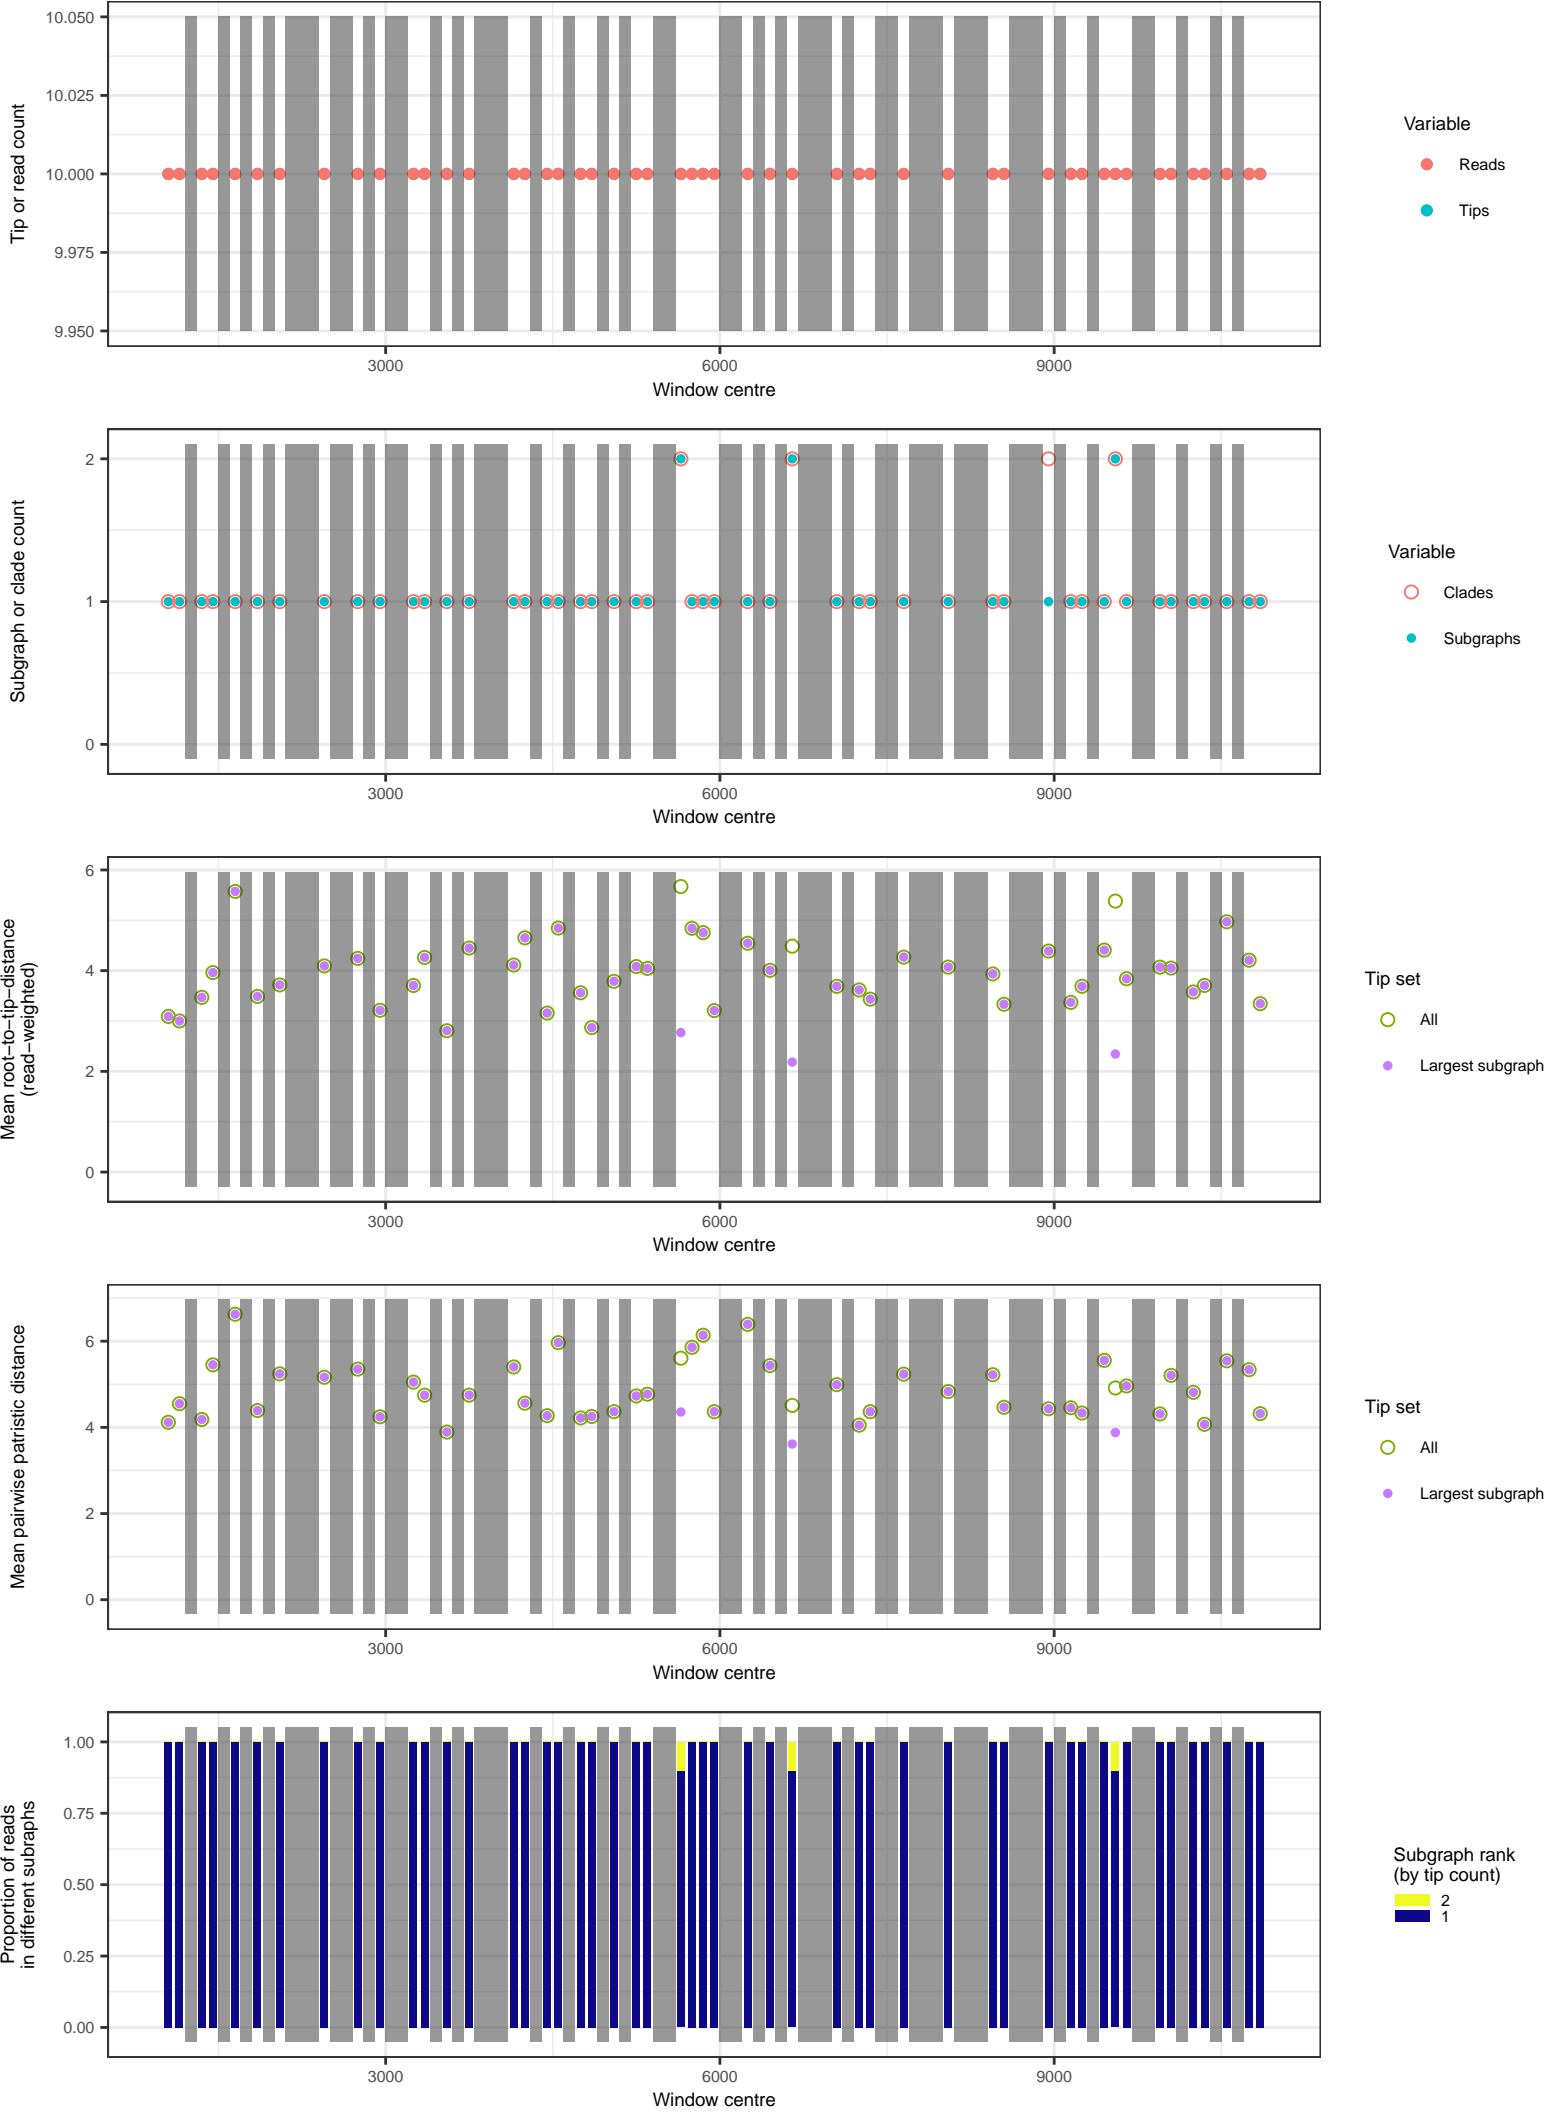 10.050
10.025
10.000
9.975
9.950
Tip or read count
3000 6000 9000
Window centre
Variable
Reads
Tips
2
1
0
Subgraph or clade count
3000 6000 9000
Window centre
Variable
Clades
Subgraphs
6
4
2
0
Mean root−to−tip−distance
(read−weighted)
3000 6000 9000
Window centre
Tip set
All
Largest subgraph
6
4
2
0
Mean pairwise patristic distance
3000 6000 9000
Window centre
Tip set
All
Largest subgraph
1.00
0.75
0.50
0.25
0.00
Proportion of reads
in different subraphs
3000 6000 9000
Window centre
Subgraph rank
(by tip count)
2
1